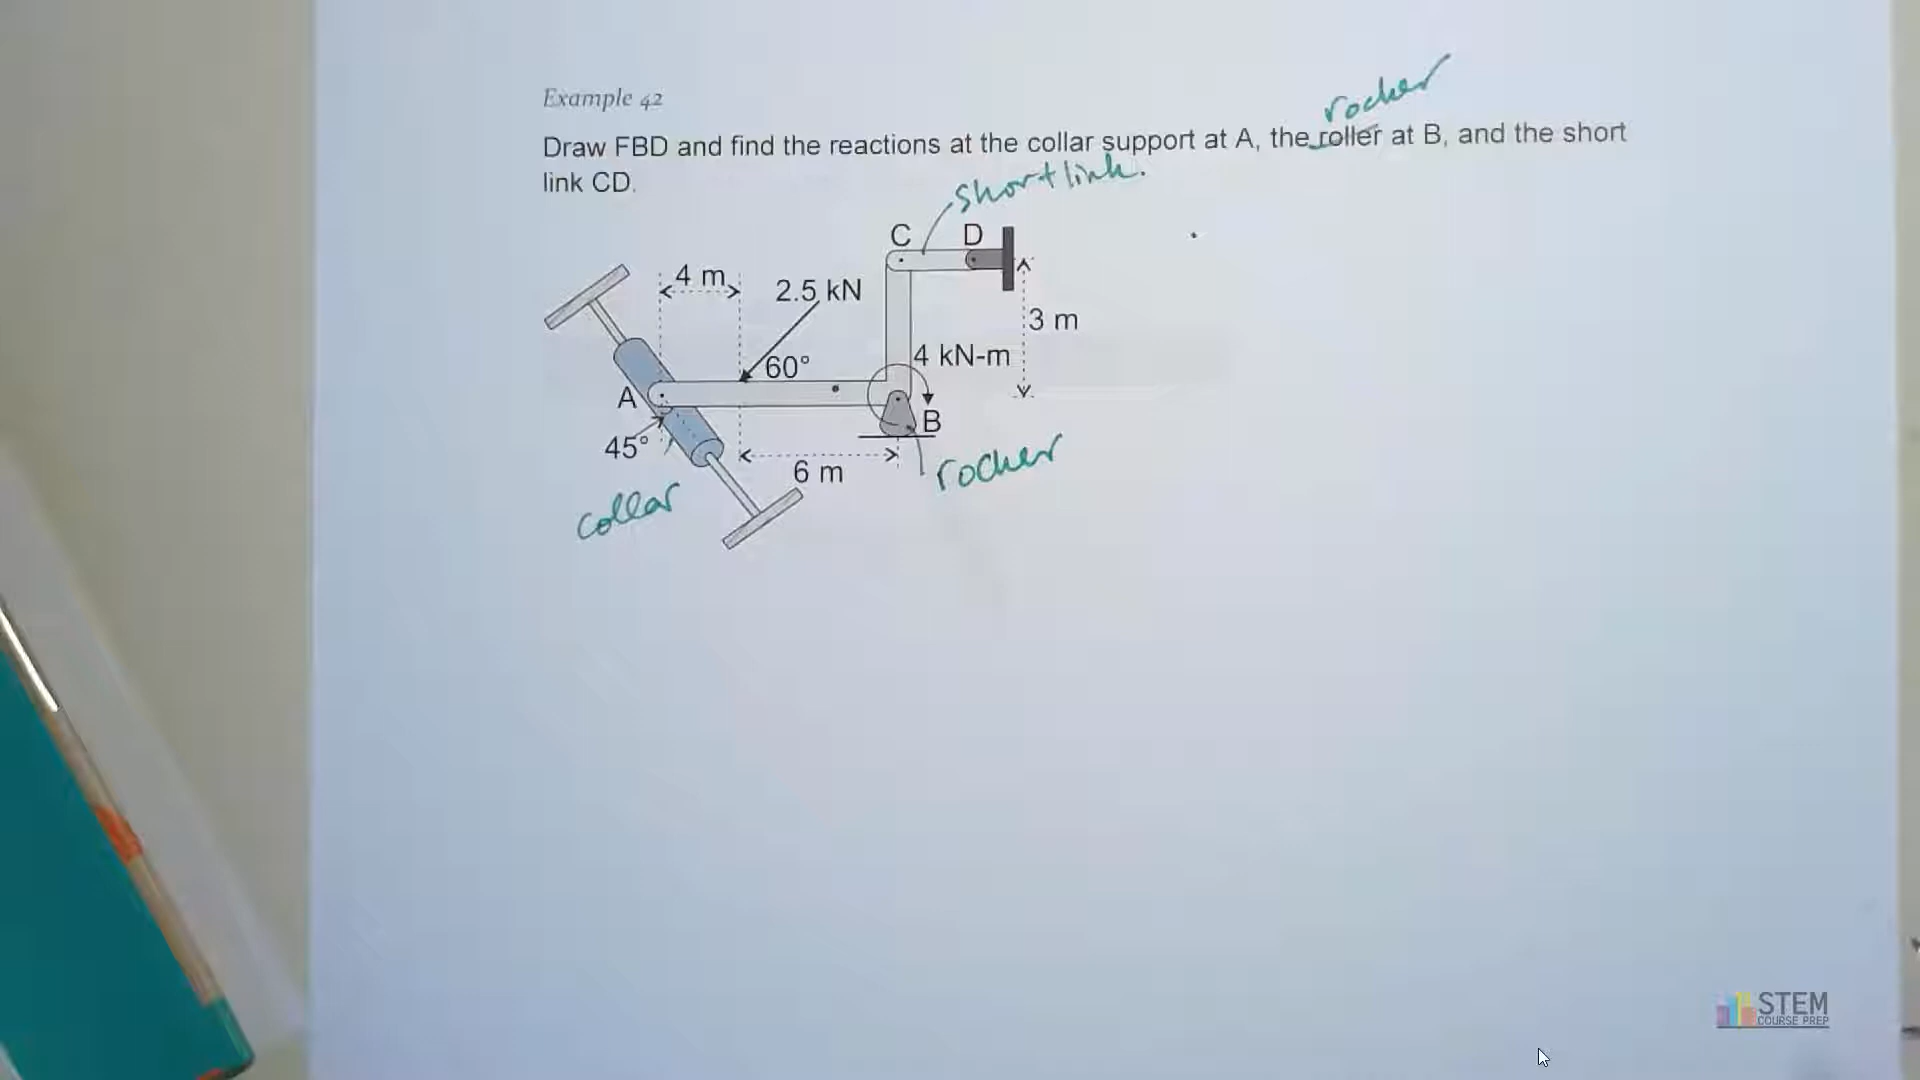 Example 42
rocker
Draw FBD and find the reactions at the collar support at A, the roller at B, and the short
link CD.
short link.
C D
4 m
2.5 kN
3 m
60°
4 kN-m
A
B
45°
6 m
rocker
collar
STEM
COURSE PREP